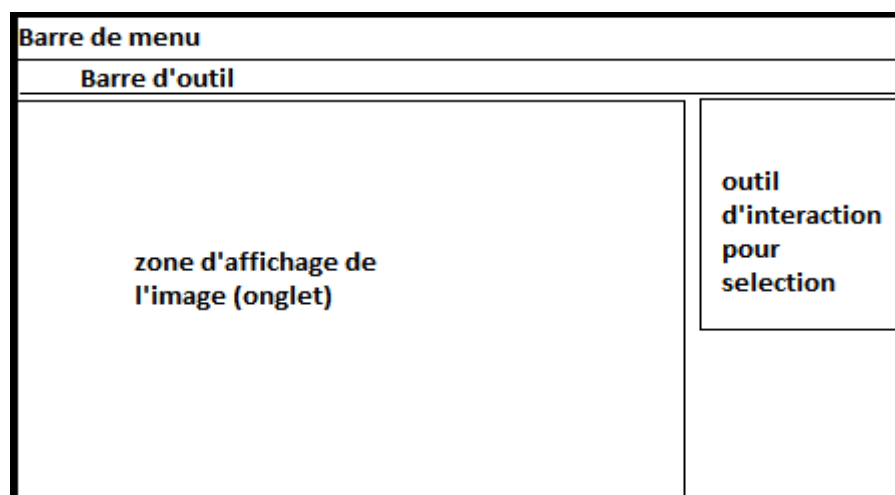 Barre de menu
Barre d'outil
zone d'affichage de
l'image (onglet)
outil
d'interaction
pour
selection